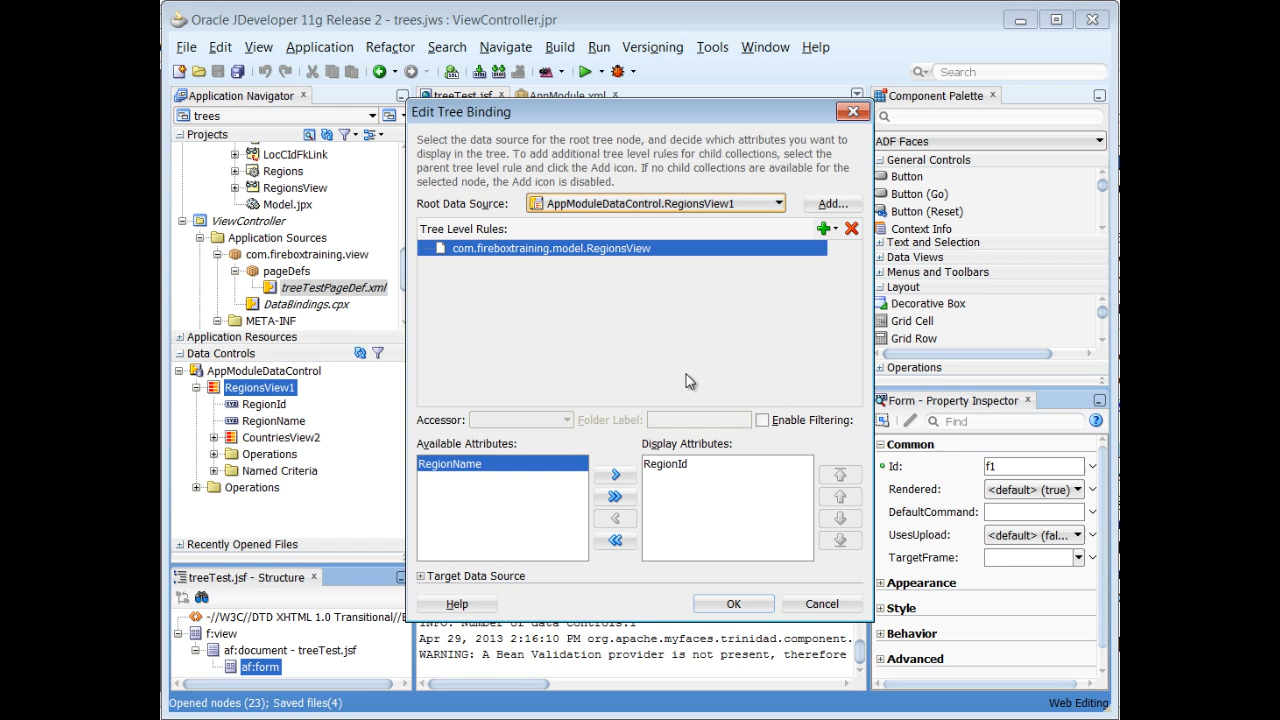 Oracle JDeveloper 11g Release 2 - trees.jws : ViewController.jpr
File Edit View Application Refactor Search Navigate Build Run Versioning Tools Window Help
Search
Application Navigator
trees
Projects
LocCIdFkLink
Regions
RegionsView
Model.jpx
ViewController
Application Sources
com.fireboxtraining.view
pageDefs
treeTestPageDef.xml
DataBindings.cpx
META-INF
Application Resources
Data Controls
AppModuleDataControl
RegionsView1
RegionId
RegionName
CountriesView2
Operations
Named Criteria
Operations
Recently Opened Files
treeTest.jsf - Structure
-//W3C//DTD XHTML 1.0 Transitional//E
f:view
af:document - treeTest.jsf
af:form
treeTest.jsf
AppModule.xml
Edit Tree Binding
Select the data source for the root tree node, and decide which attributes you want to
display in the tree. To add additional tree level rules for child collections, select the
parent tree level rule and click the Add icon. If no child collections are available for the
selected node, the Add icon is disabled.
Root Data Source: AppModuleDataControl.RegionsView1 Add...
Tree Level Rules:
com.fireboxtraining.model.RegionsView
Accessor: Folder Label: Enable Filtering:
Available Attributes: Display Attributes:
RegionName RegionId
Target Data Source
Help OK Cancel
INFO: Number of data controls:1
Apr 29, 2013 2:16:10 PM org.apache.myfaces.trinidad.component.
WARNING: A Bean Validation provider is not present, therefore
Component Palette
ADF Faces
General Controls
Button
Button (Go)
Button (Reset)
Context Info
Text and Selection
Data Views
Menus and Toolbars
Layout
Decorative Box
Grid Cell
Grid Row
Operations
Form - Property Inspector
Find
Common
Id: f1
Rendered: <default> (true)
DefaultCommand:
UsesUpload: <default> (fal...
TargetFrame:
Appearance
Style
Behavior
Advanced
Opened nodes (23); Saved files(4) Web Editing